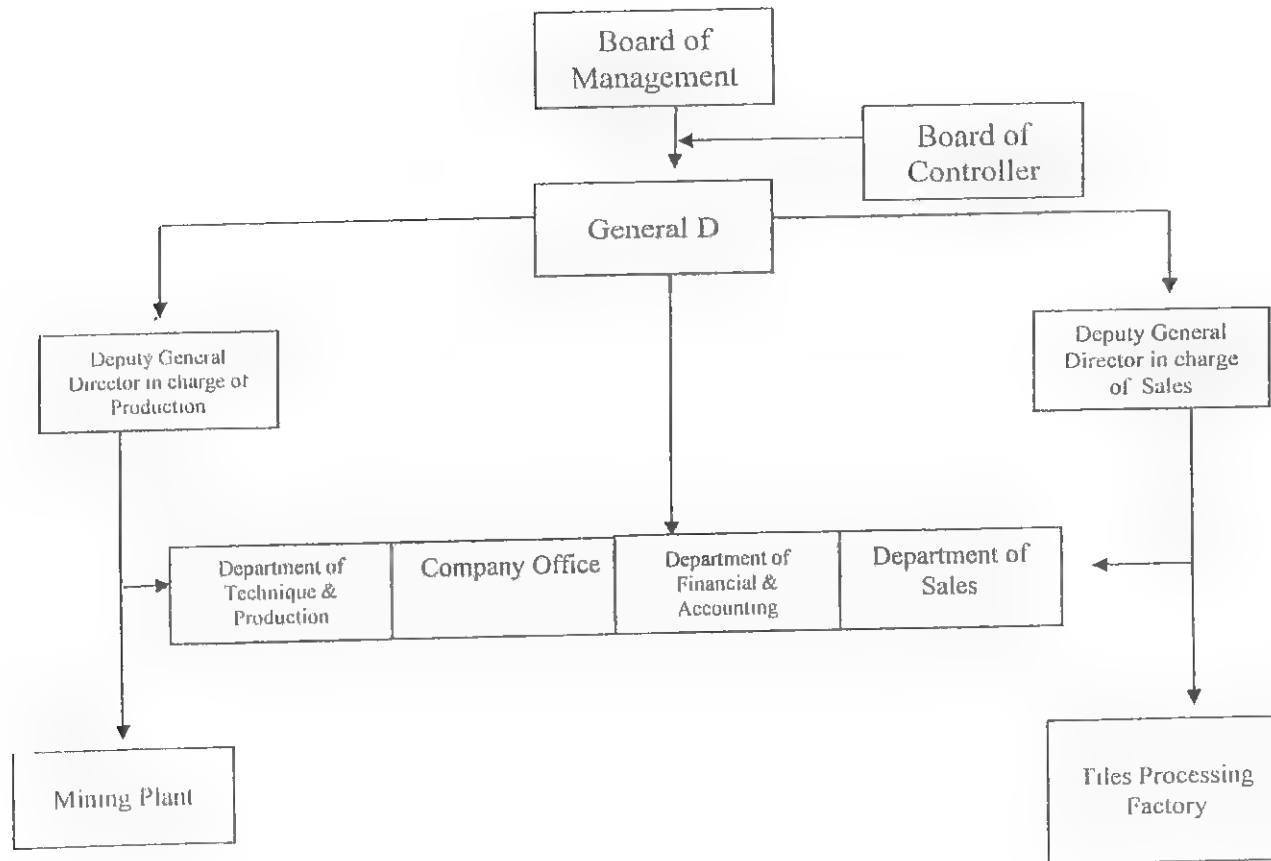 Board of
Management
Board of
Controller
General D
Deputy General
Director in charge of
Production
Deputy General
Director in charge
of Sales
Department of
Technique &
Production
Company Office
Department of
Financial &
Accounting
Department of
Sales
Mining Plant
Tiles Processing
Factory